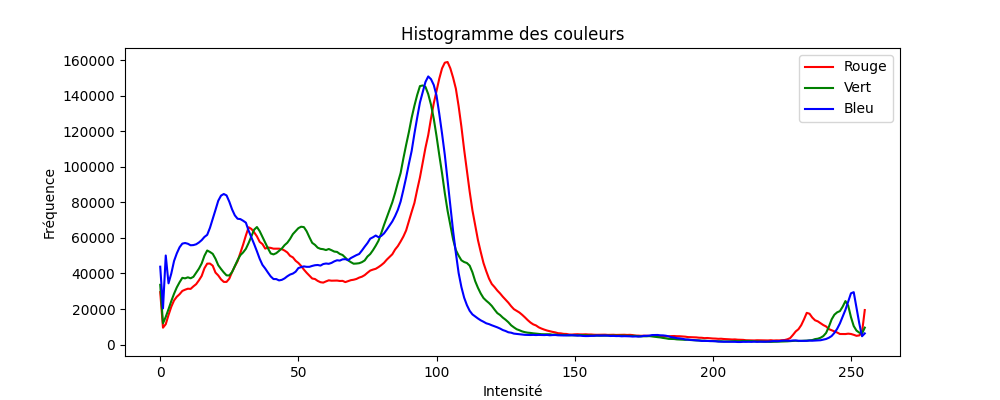 Histogramme des couleurs
Fréquence
160000
140000
120000
100000
80000
60000
40000
20000
0
Rouge
Vert
Bleu
0 50 100 150 200 250
Intensité